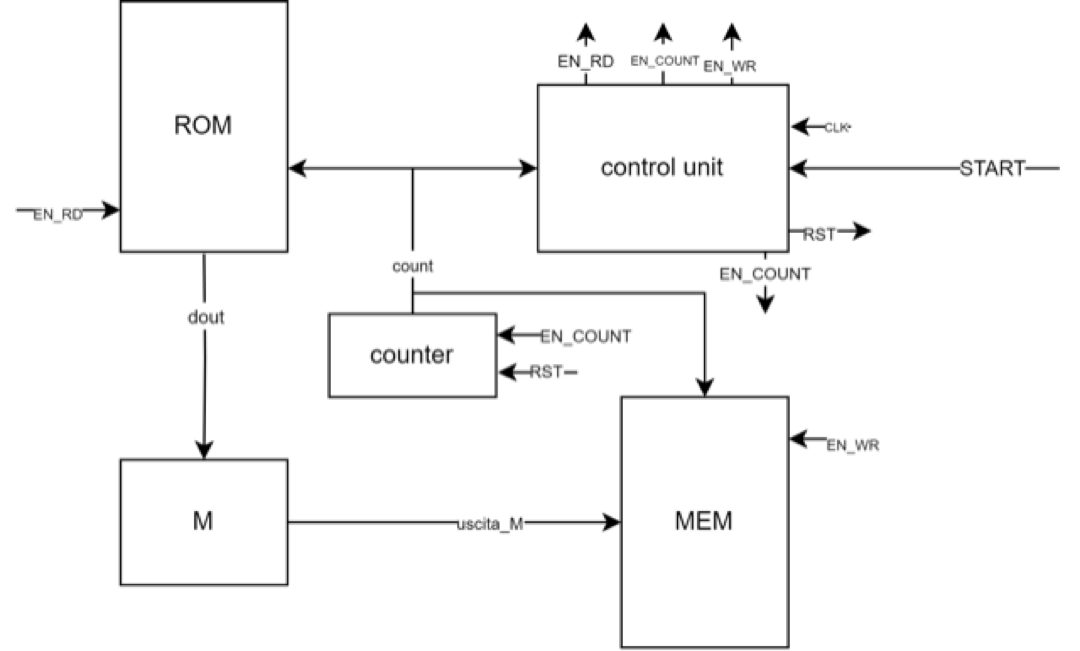 EN_RD
EN_COUNT
EN_WR
ROM
CLK
control unit
START
EN_RD
RST
count
EN_COUNT
dout
counter
EN_COUNT
RST
EN_WR
M
uscita_M
MEM